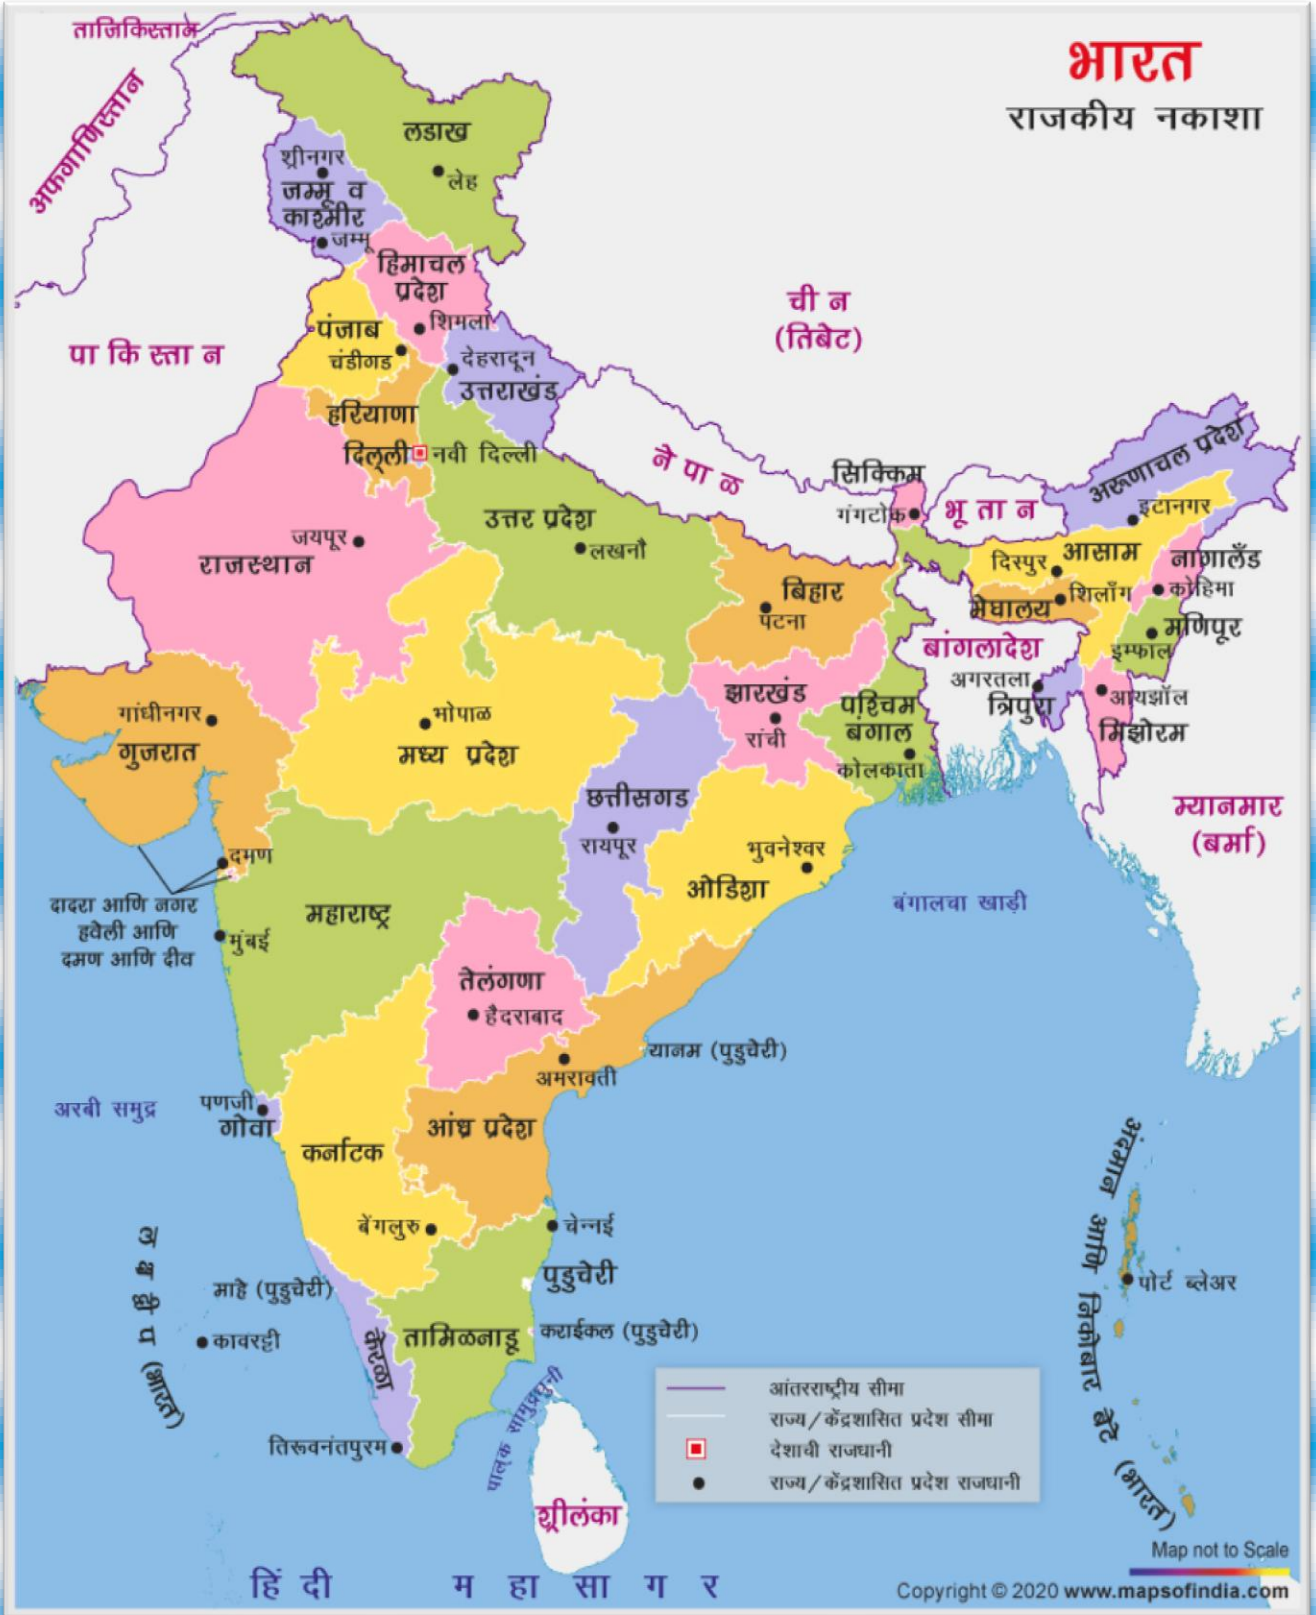 भारत
राजकीय नकाशा
ताजिकिस्तान
अफगाणिस्तान
लडाख
लेह
श्रीनगर
जम्मू व
काश्मीर
जम्मू
हिमाचल
प्रदेश
शिमला
ची न
(तिबेट)
पा कि स्ता न
पंजाब
चंडीगड
देहरादून
उत्तराखंड
हरियाणा
दिल्ली
नवी दिल्ली
ने पा ळ
सिक्किम
गंगटोक
भू ता न
अरूणाचल प्रदेश
इटानगर
उत्तर प्रदेश
लखनौ
जयपूर
राजस्थान
बिहार
पटना
दिस्पुर
आसाम
नागालँड
कोहिमा
मेघालय
शिलाँग
मणिपूर
इम्फाल
बांगलादेश
अगरतला
त्रिपुरा
आयझॉल
मिझोरम
गांधीनगर
गुजरात
भोपाळ
मध्य प्रदेश
झारखंड
रांची
पश्चिम
बंगाल
कोलकाता
छत्तीसगड
रायपूर
म्यानमार
(बर्मा)
भुवनेश्वर
ओडिशा
दमण
दादरा आणि नगर
हवेली आणि
दमण आणि दीव
महाराष्ट्र
मुंबई
बंगालचा खाड़ी
तेलंगणा
हैदराबाद
यानम (पुडुचेरी)
अमरावती
अरबी समुद्र
पणजी
गोवा
कर्नाटक
आंध्र प्रदेश
बेंगलुरु
चेन्नई
पुडुचेरी
माहे (पुडुचेरी)
कराईकल (पुडुचेरी)
केरळा
तामिळनाडू
कावरट्टी
ल क्ष द्वी प (भारत)
अंदमान आणि निकोबार बेटे (भारत)
पोर्ट ब्लेअर
तिरूवनंतपुरम
पाल्क सामुद्रधुनी
श्रीलंका
आंतरराष्ट्रीय सीमा
राज्य/केंद्रशासित प्रदेश सीमा
देशाची राजधानी
राज्य/केंद्रशासित प्रदेश राजधानी
हिं दी म हा सा ग र
Map not to Scale
Copyright © 2020 www.mapsofindia.com